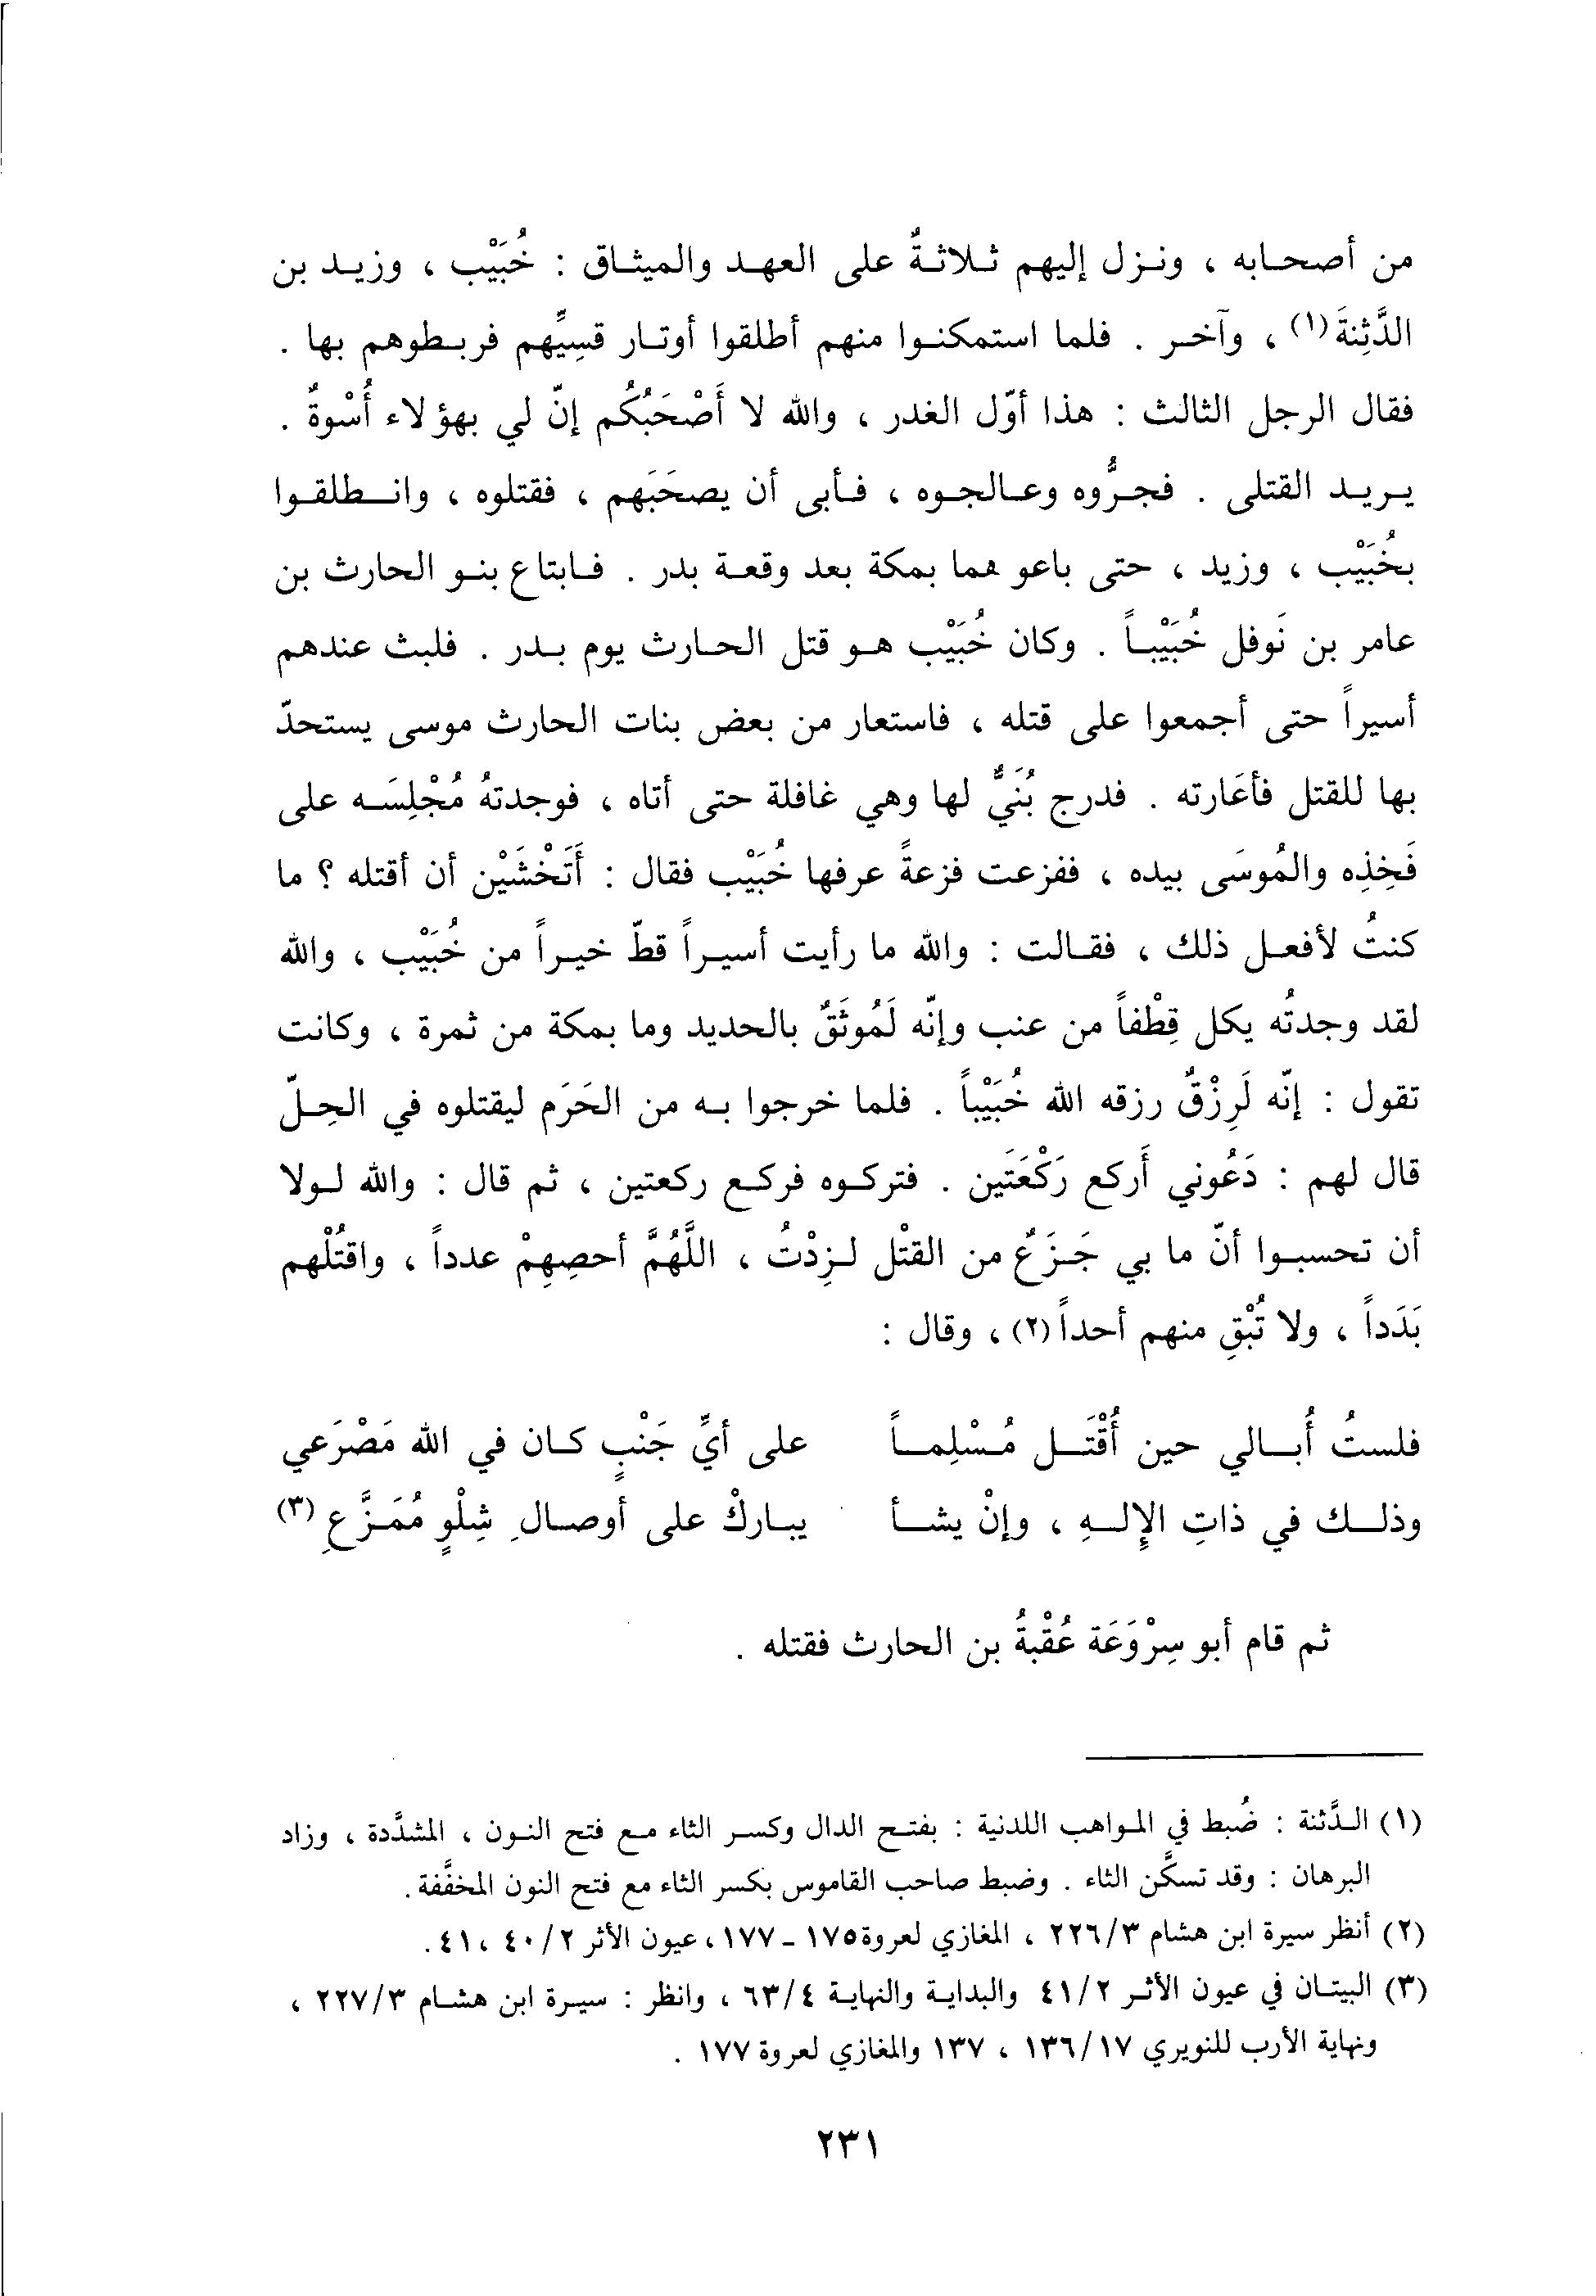 من أصحابه ، ونزل إليهم ثلاثةٌ على العهد والميثاق : خُبَيْب ، وزيد بن
الدَّثِنةَ (١) ، وآخر . فلما استمكنوا منهم أطلقوا أوتار قسِيِّهم فربطوهم بها .
فقال الرجل الثالث : هذا أوّل الغدر ، والله لا أَصْحَبُكُم إنّ لي بهؤلاء أُسْوةٌ .
يريد القتلى . فجرُّوه وعالجوه ، فأبى أن يصحَبَهم ، فقتلوه ، وانطلقوا
بخُبَيْب ، وزيد ، حتى باعوهما بمكة بعد وقعة بدر . فابتاع بنو الحارث بن
عامر بن نَوفل خُبَيْباً . وكان خُبَيْب هو قتل الحارث يوم بدر . فلبث عندهم
أسيراً حتى أجمعوا على قتله ، فاستعار من بعض بنات الحارث موسى يستحدّ
بها للقتل فأعَارته . فدرج بُنَيٌّ لها وهي غافلة حتى أتاه ، فوجدتهُ مُجْلِسَه على
فَخِذِه والمُوسَى بيده ، ففزعت فزعةً عرفها خُبَيْب فقال : أَتَخْشَيْن أن أقتله ؟ ما
كنتُ لأفعل ذلك ، فقالت : والله ما رأيت أسيراً قطّ خيراً من خُبَيْب ، والله
لقد وجدتُه يكل قِطْفاً من عنب وإنّه لَمُوثَقٌ بالحديد وما بمكة من ثمرة ، وكانت
تقول : إنّه لَرِزْقٌ رزقه الله خُبَيْباً . فلما خرجوا به من الحَرَم ليقتلوه في الحِلّ
قال لهم : دَعُوني أَركع رَكْعَتَين . فتركوه فركع ركعتين ، ثم قال : والله لولا
أن تحسبوا أنّ ما بي جَزَعٌ من القتْل لزِدْتُ ، اللَّهُمَّ أحصِهِمْ عدداً ، واقتُلْهم
بَدَداً ، ولا تُبْقِ منهم أحداً (٢) ، وقال :
فلستُ أُبالي حين أُقْتَل مُسْلِماً على أيِّ جَنْبٍ كان في الله مَصْرَعي
وذلك في ذاتِ الإِلهِ ، وإنْ يشأ يباركْ على أوصالِ شِلْوٍ مُمَزَّعِ (٣)
ثم قام أبو سِرْوَعَة عُقْبةُ بن الحارث فقتله .
(١) الدَّثنة : ضُبط في المواهب اللدنية : بفتح الدال وكسر الثاء مع فتح النون ، المشدَّدة ، وزاد
البرهان : وقد تسكَّن الثاء . وضبط صاحب القاموس بكسر الثاء مع فتح النون المخفَّفة .
(٢) أنظر سيرة ابن هشام ٢٢٦/٣ ، المغازي لعروة ١٧٥ ـ ١٧٧ ، عيون الأثر ٤٠/٢ ، ٤١ .
(٣) البيتان في عيون الأثر ٤١/٢ والبداية والنهاية ٦٣/٤ ، وانظر : سيرة ابن هشام ٢٢٧/٣ ،
ونهاية الأرب للنويري ١٣٦/١٧ ، ١٣٧ والمغازي لعروة ١٧٧ .
٢٣١